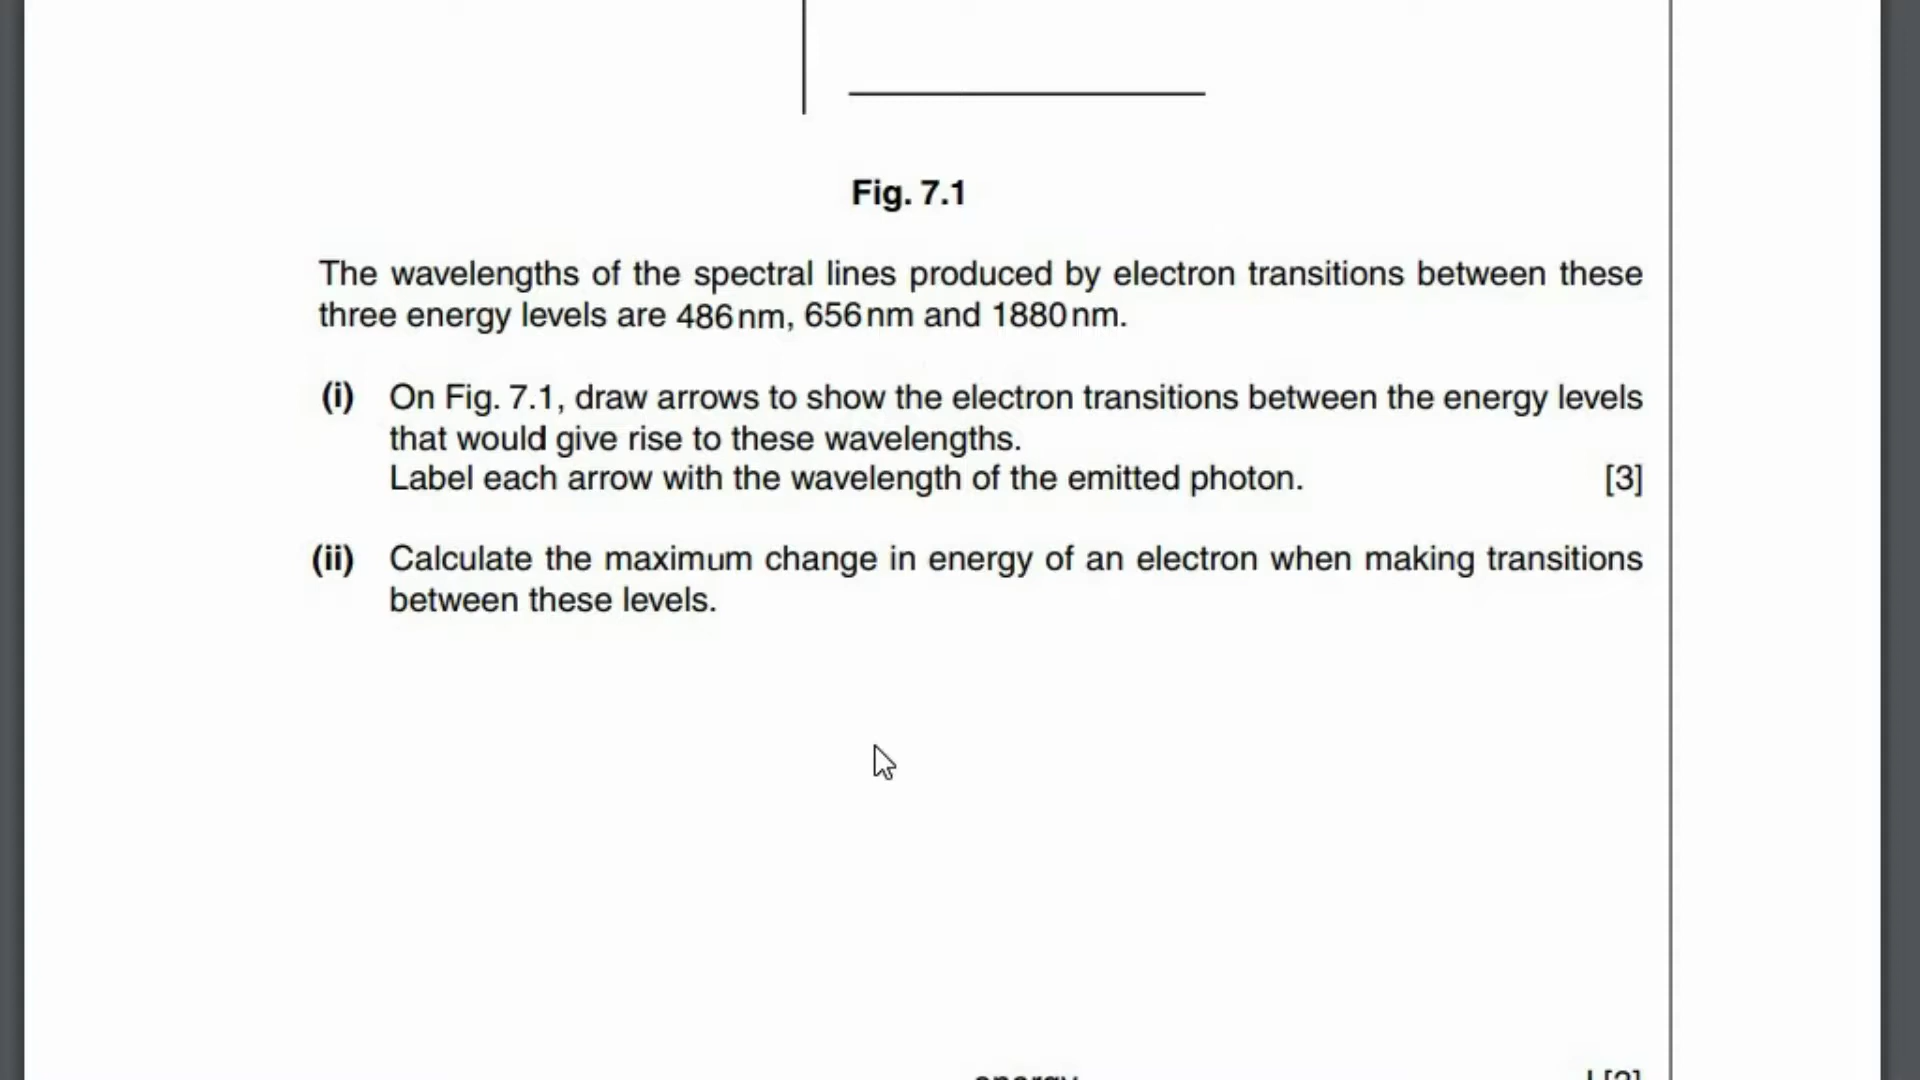 Fig. 7.1
The wavelengths of the spectral lines produced by electron transitions between these
three energy levels are 486 nm, 656 nm and 1880 nm.
(i) On Fig. 7.1, draw arrows to show the electron transitions between the energy levels
that would give rise to these wavelengths.
Label each arrow with the wavelength of the emitted photon. [3]
(ii) Calculate the maximum change in energy of an electron when making transitions
between these levels.